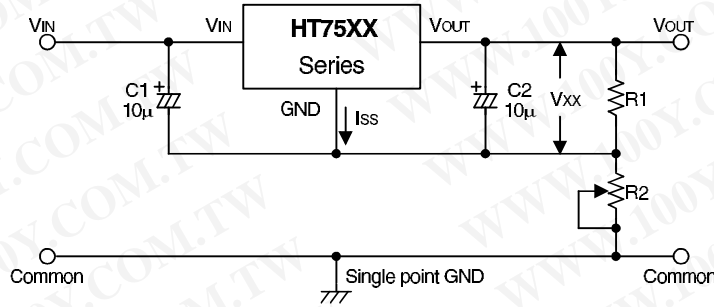 VIN
VIN
HT75XX
Series
VOUT
VOUT
C1
10µ
GND
ISS
C2
10µ
VXX
R1
R2
Common
Single point GND
Common
WWW.100Y.COM.TW